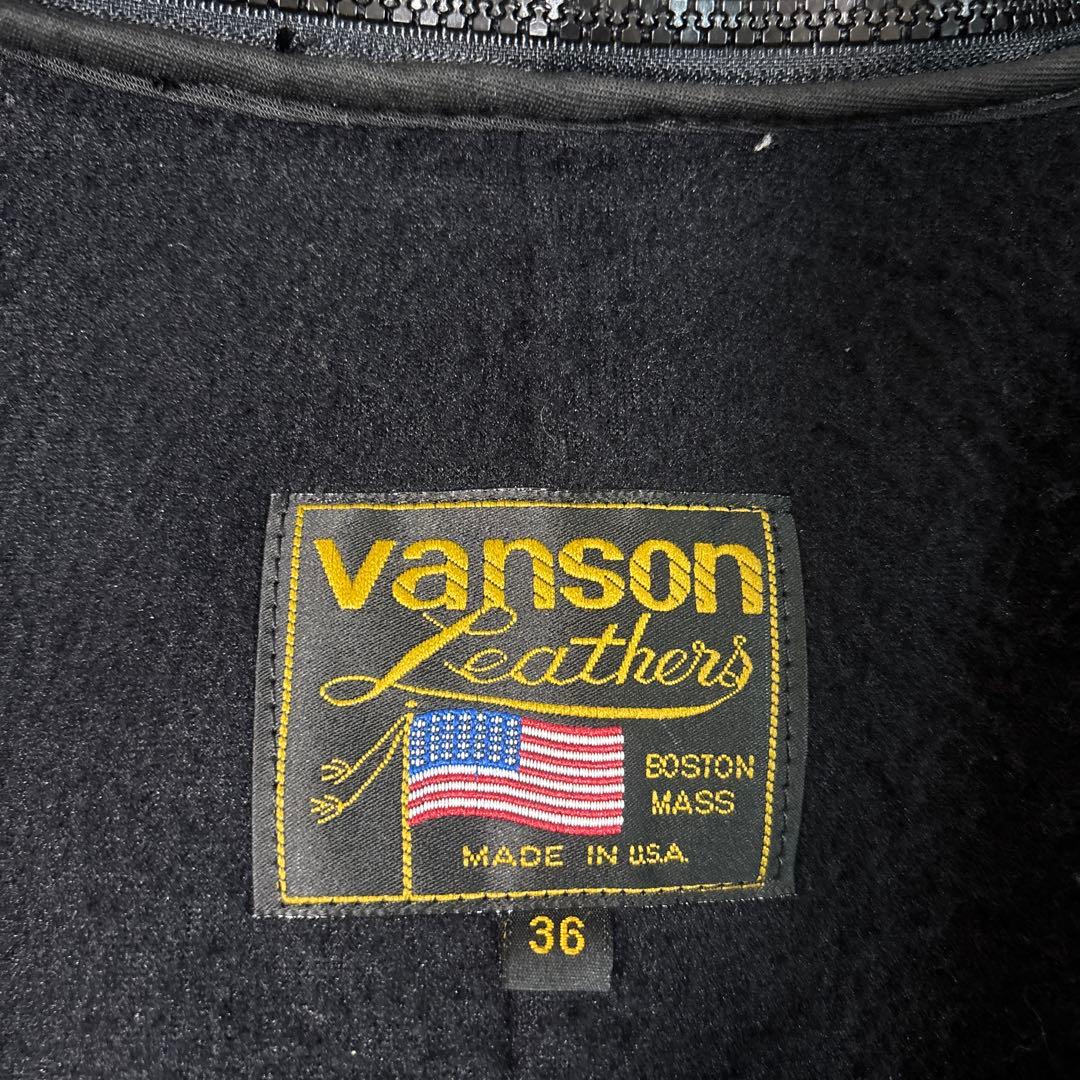 vanson
Leathers
BOSTON
MASS
MADE IN U.S.A.
36